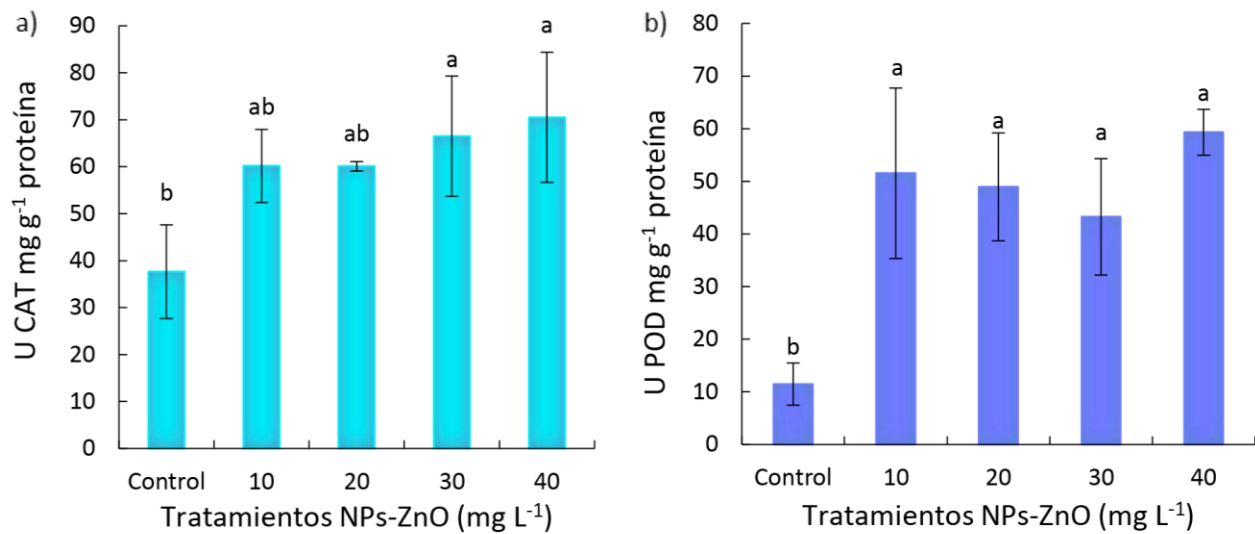 a)
U CAT mg g⁻¹ proteína
90
80
70
60
50
40
30
20
10
0
b
ab
ab
a
a
Control 10 20 30 40
Tratamientos NPs-ZnO (mg L⁻¹)
b)
U POD mg g⁻¹ proteína
80
70
60
50
40
30
20
10
0
b
a
a
a
a
Control 10 20 30 40
Tratamientos NPs-ZnO (mg L⁻¹)